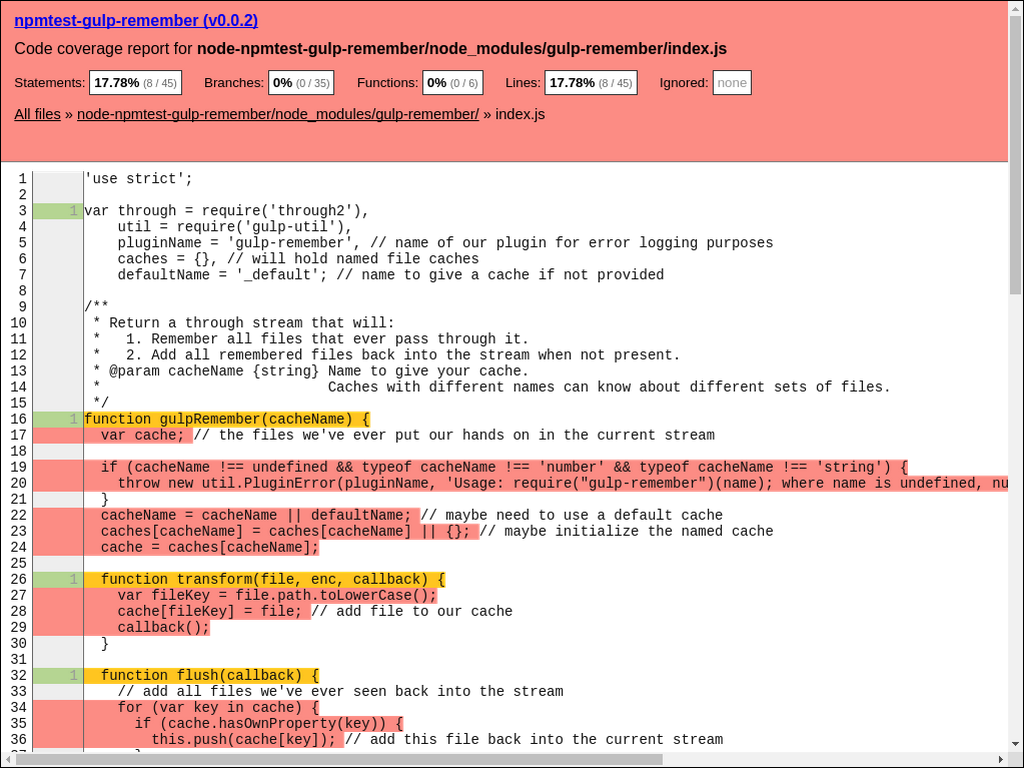 npmtest-gulp-remember (v0.0.2)
Code coverage report for node-npmtest-gulp-remember/node_modules/gulp-remember/index.js
Statements: 17.78% (8 / 45) Branches: 0% (0 / 35) Functions: 0% (0 / 6) Lines: 17.78% (8 / 45) Ignored: none
All files » node-npmtest-gulp-remember/node_modules/gulp-remember/ » index.js
1 'use strict';
2
3 1 var through = require('through2'),
4     util = require('gulp-util'),
5     pluginName = 'gulp-remember', // name of our plugin for error logging purposes
6     caches = {}, // will hold named file caches
7     defaultName = '_default'; // name to give a cache if not provided
8
9 /**
10  * Return a through stream that will:
11  *   1. Remember all files that ever pass through it.
12  *   2. Add all remembered files back into the stream when not present.
13  * @param cacheName {string} Name to give your cache.
14  *                           Caches with different names can know about different sets of files.
15  */
16 1 function gulpRemember(cacheName) {
17   var cache; // the files we've ever put our hands on in the current stream
18
19   if (cacheName !== undefined && typeof cacheName !== 'number' && typeof cacheName !== 'string') {
20     throw new util.PluginError(pluginName, 'Usage: require("gulp-remember")(name); where name is undefined, nu
21   }
22   cacheName = cacheName || defaultName; // maybe need to use a default cache
23   caches[cacheName] = caches[cacheName] || {}; // maybe initialize the named cache
24   cache = caches[cacheName];
25
26 1   function transform(file, enc, callback) {
27     var fileKey = file.path.toLowerCase();
28     cache[fileKey] = file; // add file to our cache
29     callback();
30   }
31
32 1   function flush(callback) {
33     // add all files we've ever seen back into the stream
34     for (var key in cache) {
35       if (cache.hasOwnProperty(key)) {
36         this.push(cache[key]); // add this file back into the current stream